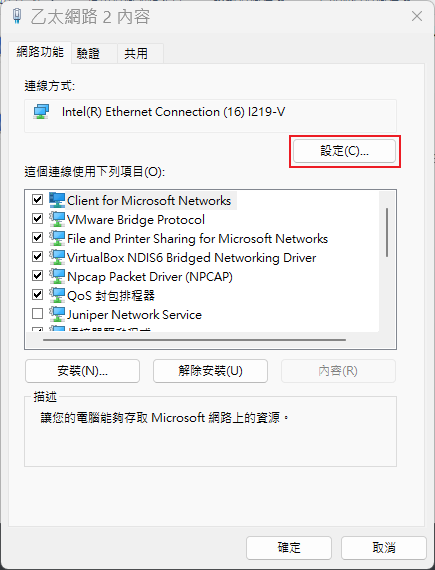 乙太網路 2 內容
網路功能 驗證 共用
連線方式:
Intel(R) Ethernet Connection (16) I219-V
設定(C)...
這個連線使用下列項目(O):
Client for Microsoft Networks
VMware Bridge Protocol
File and Printer Sharing for Microsoft Networks
VirtualBox NDIS6 Bridged Networking Driver
Npcap Packet Driver (NPCAP)
QoS 封包排程器
Juniper Network Service
安裝(N)... 解除安裝(U) 內容(R)
描述
讓您的電腦能夠存取 Microsoft 網路上的資源。
確定 取消